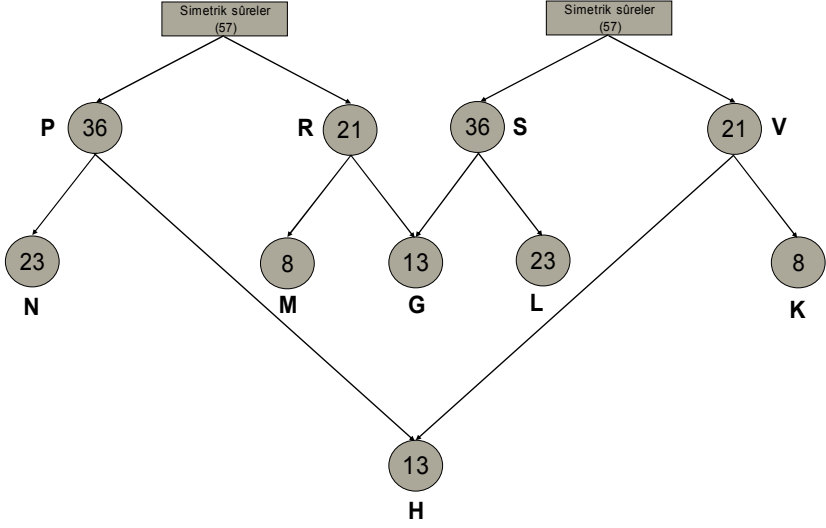 Simetrik sûreler
(57)
Simetrik sûreler
(57)
P
36
R
21
36
S
21
V
23
8
13
23
8
N
M
G
L
K
13
H